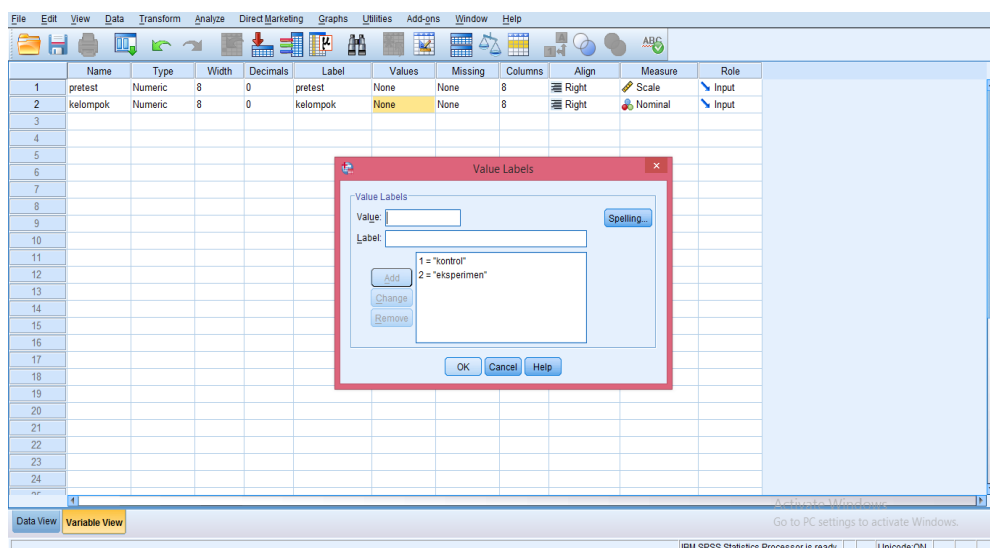 File Edit View Data Transform Analyze Direct Marketing Graphs Utilities Add-ons Window Help
Name Type Width Decimals Label Values Missing Columns Align Measure Role
1 pretest Numeric 8 0 pretest None None 8 Right Scale Input
2 kelompok Numeric 8 0 kelompok None None 8 Right Nominal Input
3
4
5
6
7
8
9
10
11
12
13
14
15
16
17
18
19
20
21
22
23
24
25
Value Labels
Value Labels
Value:
Spelling...
Label:
1 = "kontrol"
2 = "eksperimen"
Add
Change
Remove
OK Cancel Help
Activate Windows
Go to PC settings to activate Windows.
Data View Variable View
IBM SPSS Statistics Processor is ready Unicode:ON